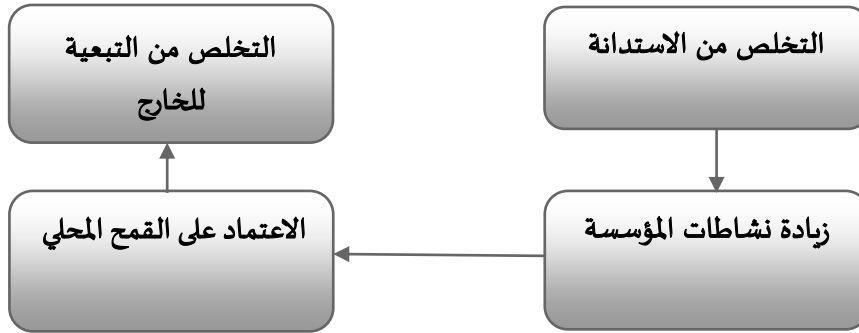 التخلص من الاستدانة
زيادة نشاطات المؤسسة
الاعتماد على القمح المحلي
التخلص من التبعية
للخارج